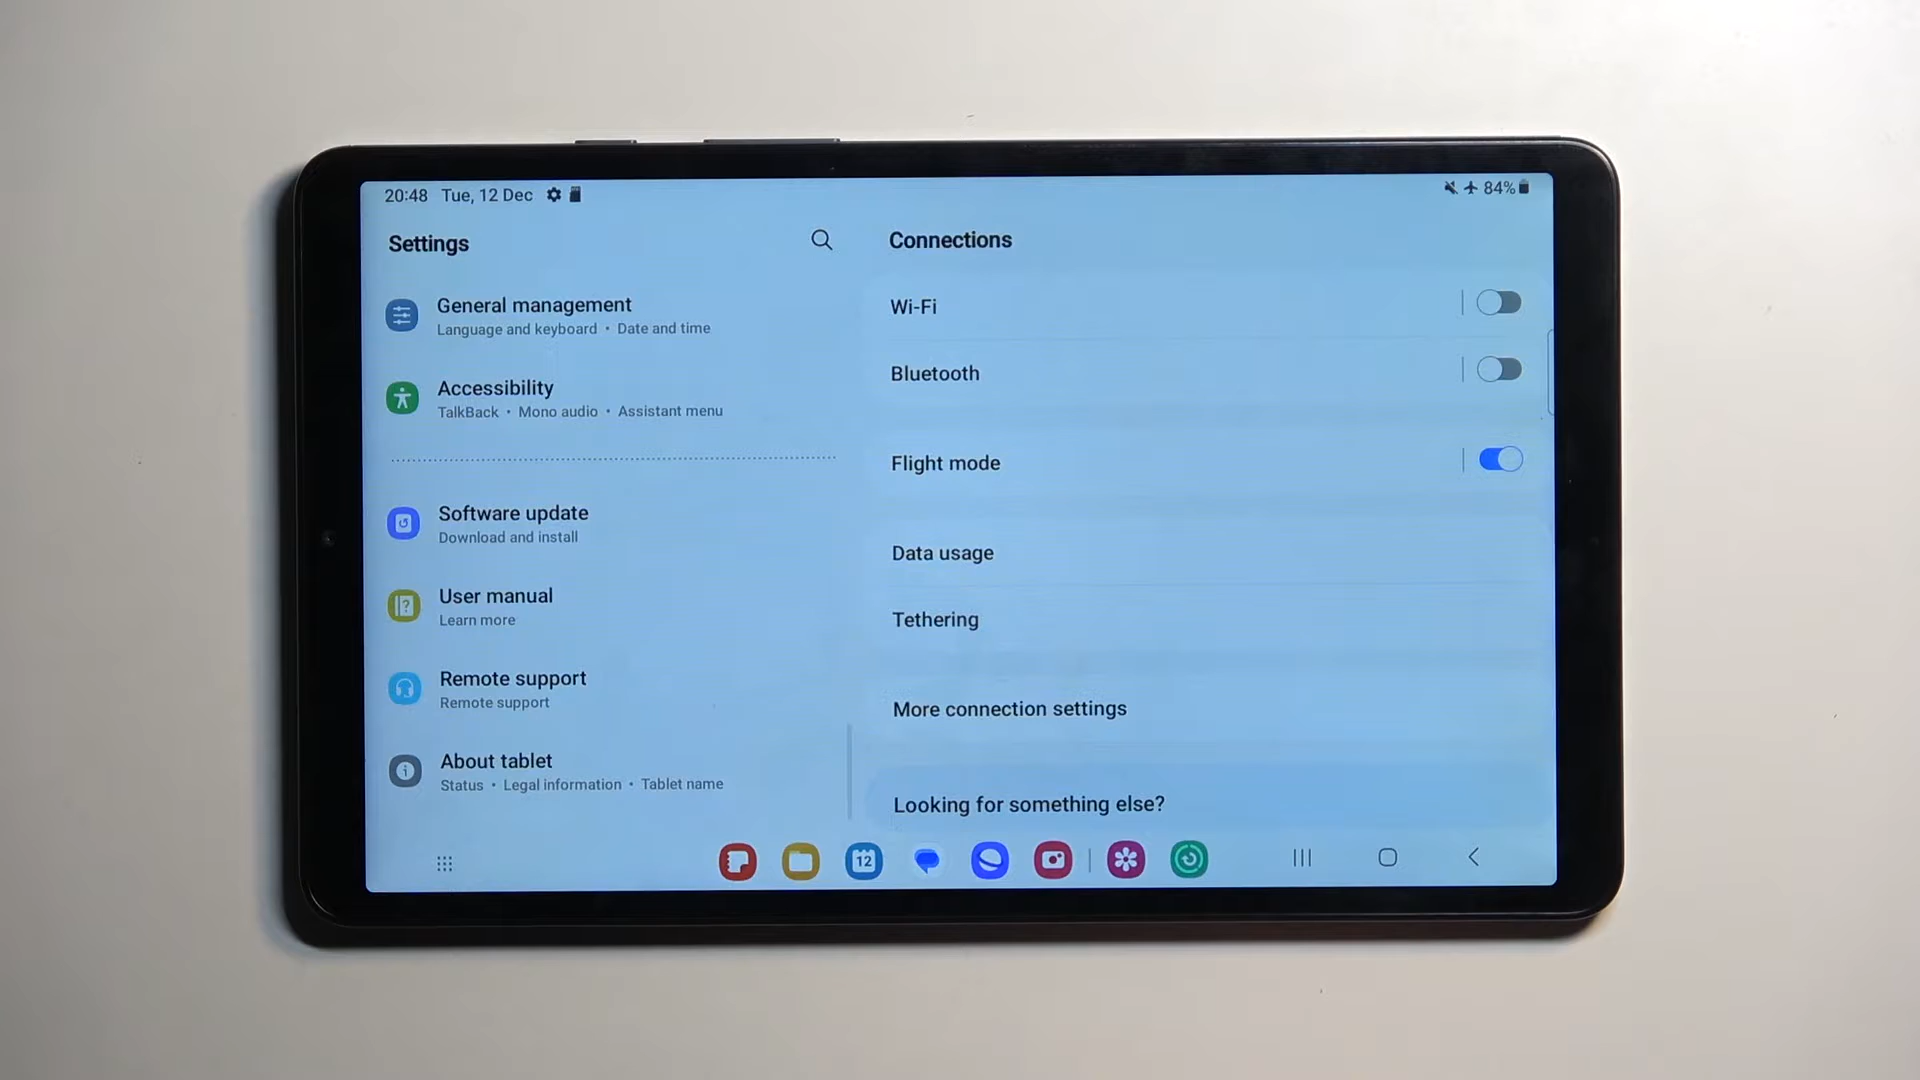 20:48 Tue, 12 Dec
84%
Settings
General management
Language and keyboard • Date and time
Accessibility
TalkBack • Mono audio • Assistant menu
Software update
Download and install
User manual
Learn more
Remote support
Remote support
About tablet
Status • Legal information • Tablet name
Connections
Wi-Fi
Bluetooth
Flight mode
Data usage
Tethering
More connection settings
Looking for something else?
12